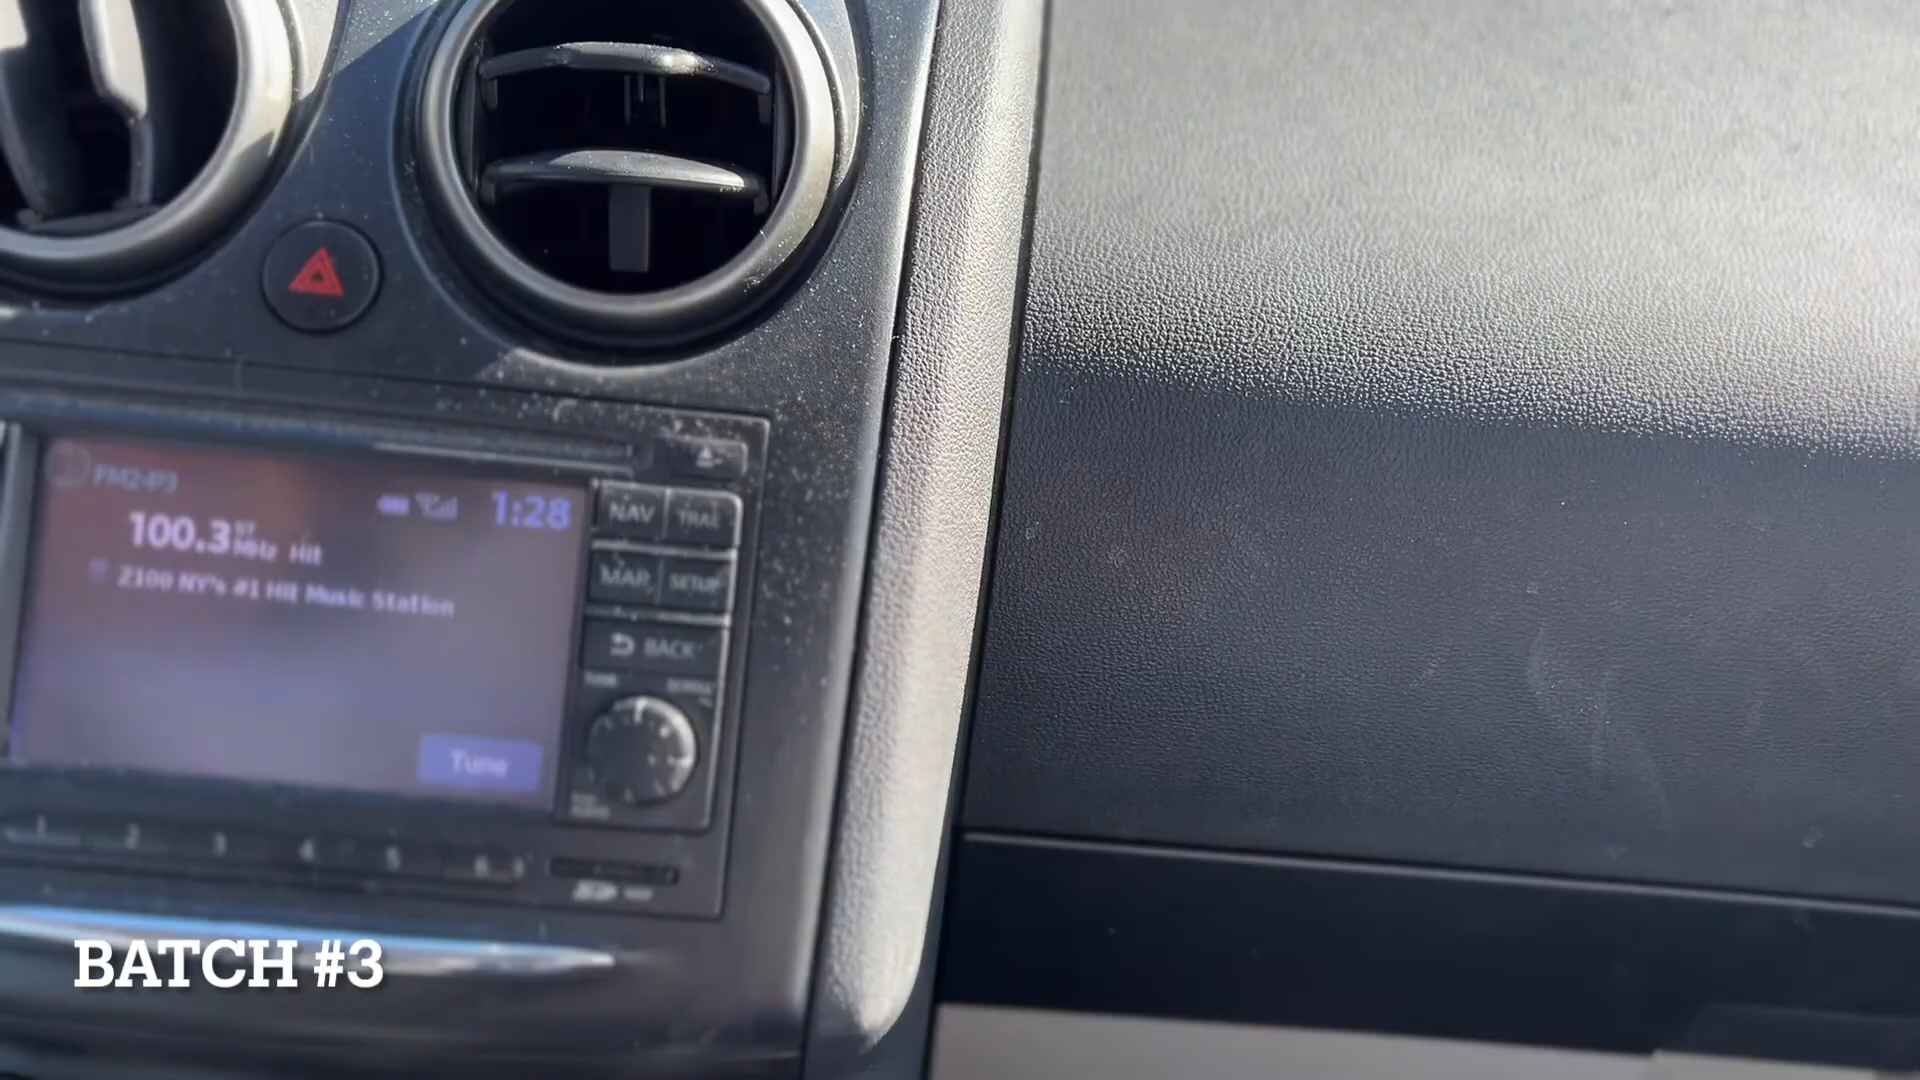 FM2-P3
1:28
100.3 MHz Hit
ST
Z100 NY's #1 Hit Music Station
Tune
NAV
MAP
SETUP
BACK
1 2 3 4 5 6
BATCH #3